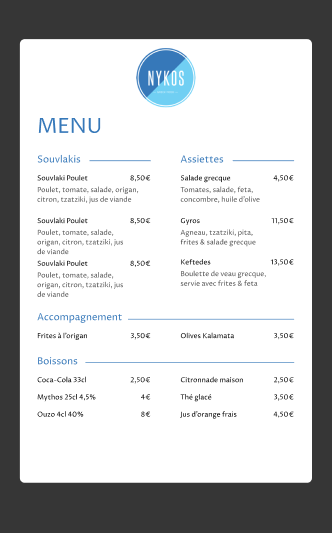 NYKOS
MENU
Souvlakis
Souvlaki Poulet 8,50€
Poulet, tomate, salade, origan,
citron, tzatziki, jus de viande
Souvlaki Poulet 8,50€
Poulet, tomate, salade,
origan, citron, tzatziki, jus
de viande
Souvlaki Poulet 8,50€
Poulet, tomate, salade,
origan, citron, tzatziki, jus
de viande
Assiettes
Salade grecque 4,50€
Tomates, salade, feta,
concombre, huile d'olive
Gyros 11,50€
Agneau, tzatziki, pita,
frites & salade grecque
Keftedes 13,50€
Boulette de veau grecque,
servie avec frites & feta
Accompagnement
Frites à l'origan 3,50€
Olives Kalamata 3,50€
Boissons
Coca-Cola 33cl 2,50€
Citronnade maison 2,50€
Mythos 25cl 4,5% 4€
Thé glacé 3,50€
Ouzo 4cl 40% 8€
Jus d'orange frais 4,50€